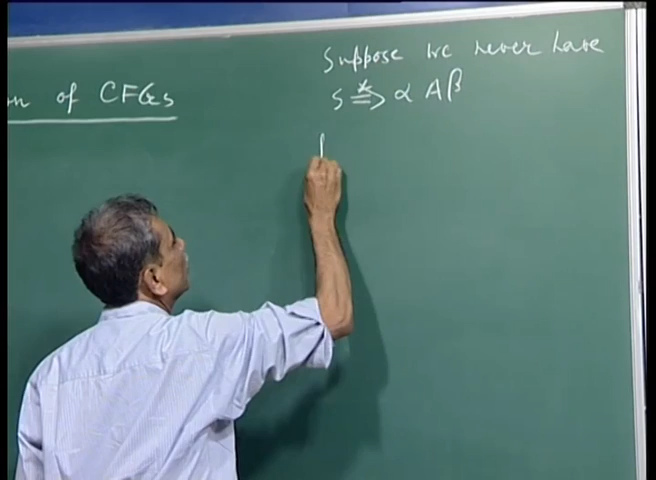 n of CFGs
Suppose we never have
S ⇒* α A β